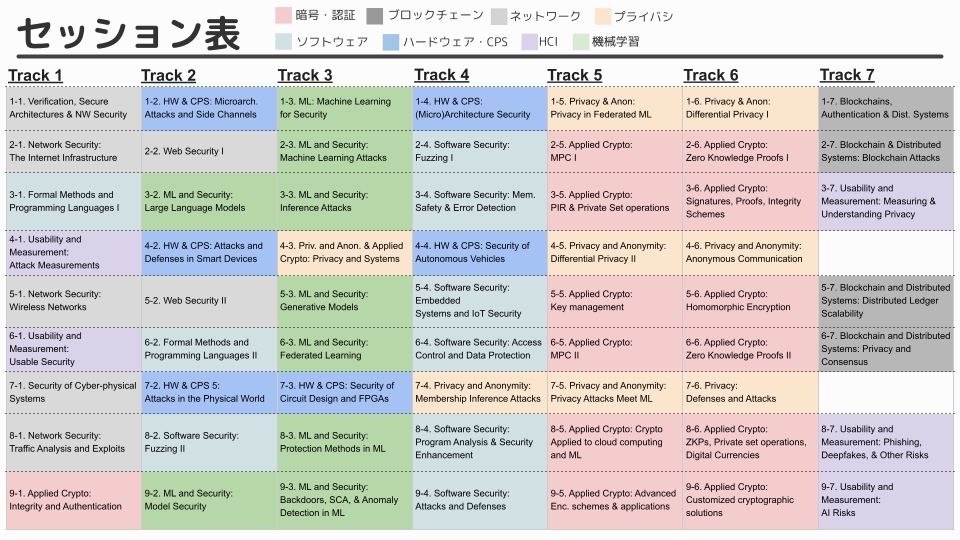 セッション表
暗号・認証
ブロックチェーン
ネットワーク
プライバシ
ソフトウェア
ハードウェア・CPS
HCI
機械学習
Track 1
Track 2
Track 3
Track 4
Track 5
Track 6
Track 7
1-1. Verification, Secure
Architectures & NW Security
1-2. HW & CPS: Microarch.
Attacks and Side Channels
1-3. ML: Machine Learning
for Security
1-4. HW & CPS:
(Micro)Architecture Security
1-5. Privacy & Anon:
Privacy in Federated ML
1-6. Privacy & Anon:
Differential Privacy I
1-7. Blockchains,
Authentication & Dist. Systems
2-1. Network Security:
The Internet Infrastructure
2-2. Web Security I
2-3. ML and Security:
Machine Learning Attacks
2-4. Software Security:
Fuzzing I
2-5. Applied Crypto:
MPC I
2-6. Applied Crypto:
Zero Knowledge Proofs I
2-7. Blockchain & Distributed
Systems: Blockchain Attacks
3-1. Formal Methods and
Programming Languages I
3-2. ML and Security:
Large Language Models
3-3. ML and Security:
Inference Attacks
3-4. Software Security: Mem.
Safety & Error Detection
3-5. Applied Crypto:
PIR & Private Set operations
3-6. Applied Crypto:
Signatures, Proofs, Integrity
Schemes
3-7. Usability and
Measurement: Measuring &
Understanding Privacy
4-1. Usability and
Measurement:
Attack Measurements
4-2. HW & CPS: Attacks and
Defenses in Smart Devices
4-3. Priv. and Anon. & Applied
Crypto: Privacy and Systems
4-4. HW & CPS: Security of
Autonomous Vehicles
4-5. Privacy and Anonymity:
Differential Privacy II
4-6. Privacy and Anonymity:
Anonymous Communication
5-1. Network Security:
Wireless Networks
5-2. Web Security II
5-3. ML and Security:
Generative Models
5-4. Software Security:
Embedded
Systems and IoT Security
5-5. Applied Crypto:
Key management
5-6. Applied Crypto:
Homomorphic Encryption
5-7. Blockchain and Distributed
Systems: Distributed Ledger
Scalability
6-1. Usability and
Measurement:
Usable Security
6-2. Formal Methods and
Programming Languages II
6-3. ML and Security:
Federated Learning
6-4. Software Security: Access
Control and Data Protection
6-5. Applied Crypto:
MPC II
6-6. Applied Crypto:
Zero Knowledge Proofs II
6-7. Blockchain and Distributed
Systems: Privacy and
Consensus
7-1. Security of Cyber-physical
Systems
7-2. HW & CPS 5:
Attacks in the Physical World
7-3. HW & CPS: Security of
Circuit Design and FPGAs
7-4. Privacy and Anonymity:
Membership Inference Attacks
7-5. Privacy and Anonymity:
Privacy Attacks Meet ML
7-6. Privacy:
Defenses and Attacks
8-1. Network Security:
Traffic Analysis and Exploits
8-2. Software Security:
Fuzzing II
8-3. ML and Security:
Protection Methods in ML
8-4. Software Security:
Program Analysis & Security
Enhancement
8-5. Applied Crypto: Crypto
Applied to cloud computing
and ML
8-6. Applied Crypto:
ZKPs, Private set operations,
Digital Currencies
8-7. Usability and
Measurement: Phishing,
Deepfakes, & Other Risks
9-1. Applied Crypto:
Integrity and Authentication
9-2. ML and Security:
Model Security
9-3. ML and Security:
Backdoors, SCA, & Anomaly
Detection in ML
9-4. Software Security:
Attacks and Defenses
9-5. Applied Crypto: Advanced
Enc. schemes & applications
9-6. Applied Crypto:
Customized cryptographic
solutions
9-7. Usability and
Measurement:
AI Risks